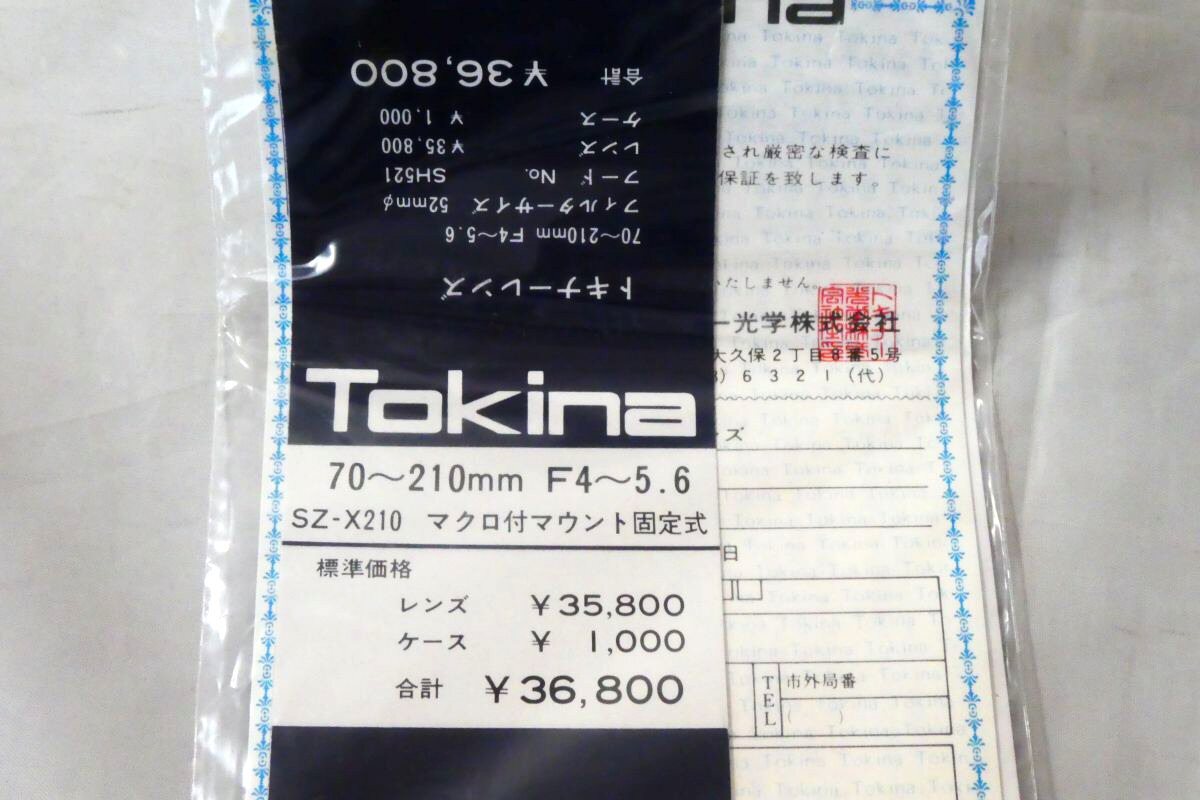 Tokina
70〜210mm F4〜5.6
SZ-X210 マクロ付マウント固定式
標準価格
レンズ ¥35,800
ケース ¥ 1,000
合計 ¥36,800
トキナーレンズ
70〜210mm F4〜5.6
フィルターサイズ 52mmφ
フード No. SH521
レンズ ¥35,800
ケース ¥ 1,000
合計 ¥36,800
ina
され厳密な検査に
保証を致します。
いたしません。
ー光学株式会社
大久保2丁目8番5号
3)6321(代)
ズ
日
TEL
市外局番
( )